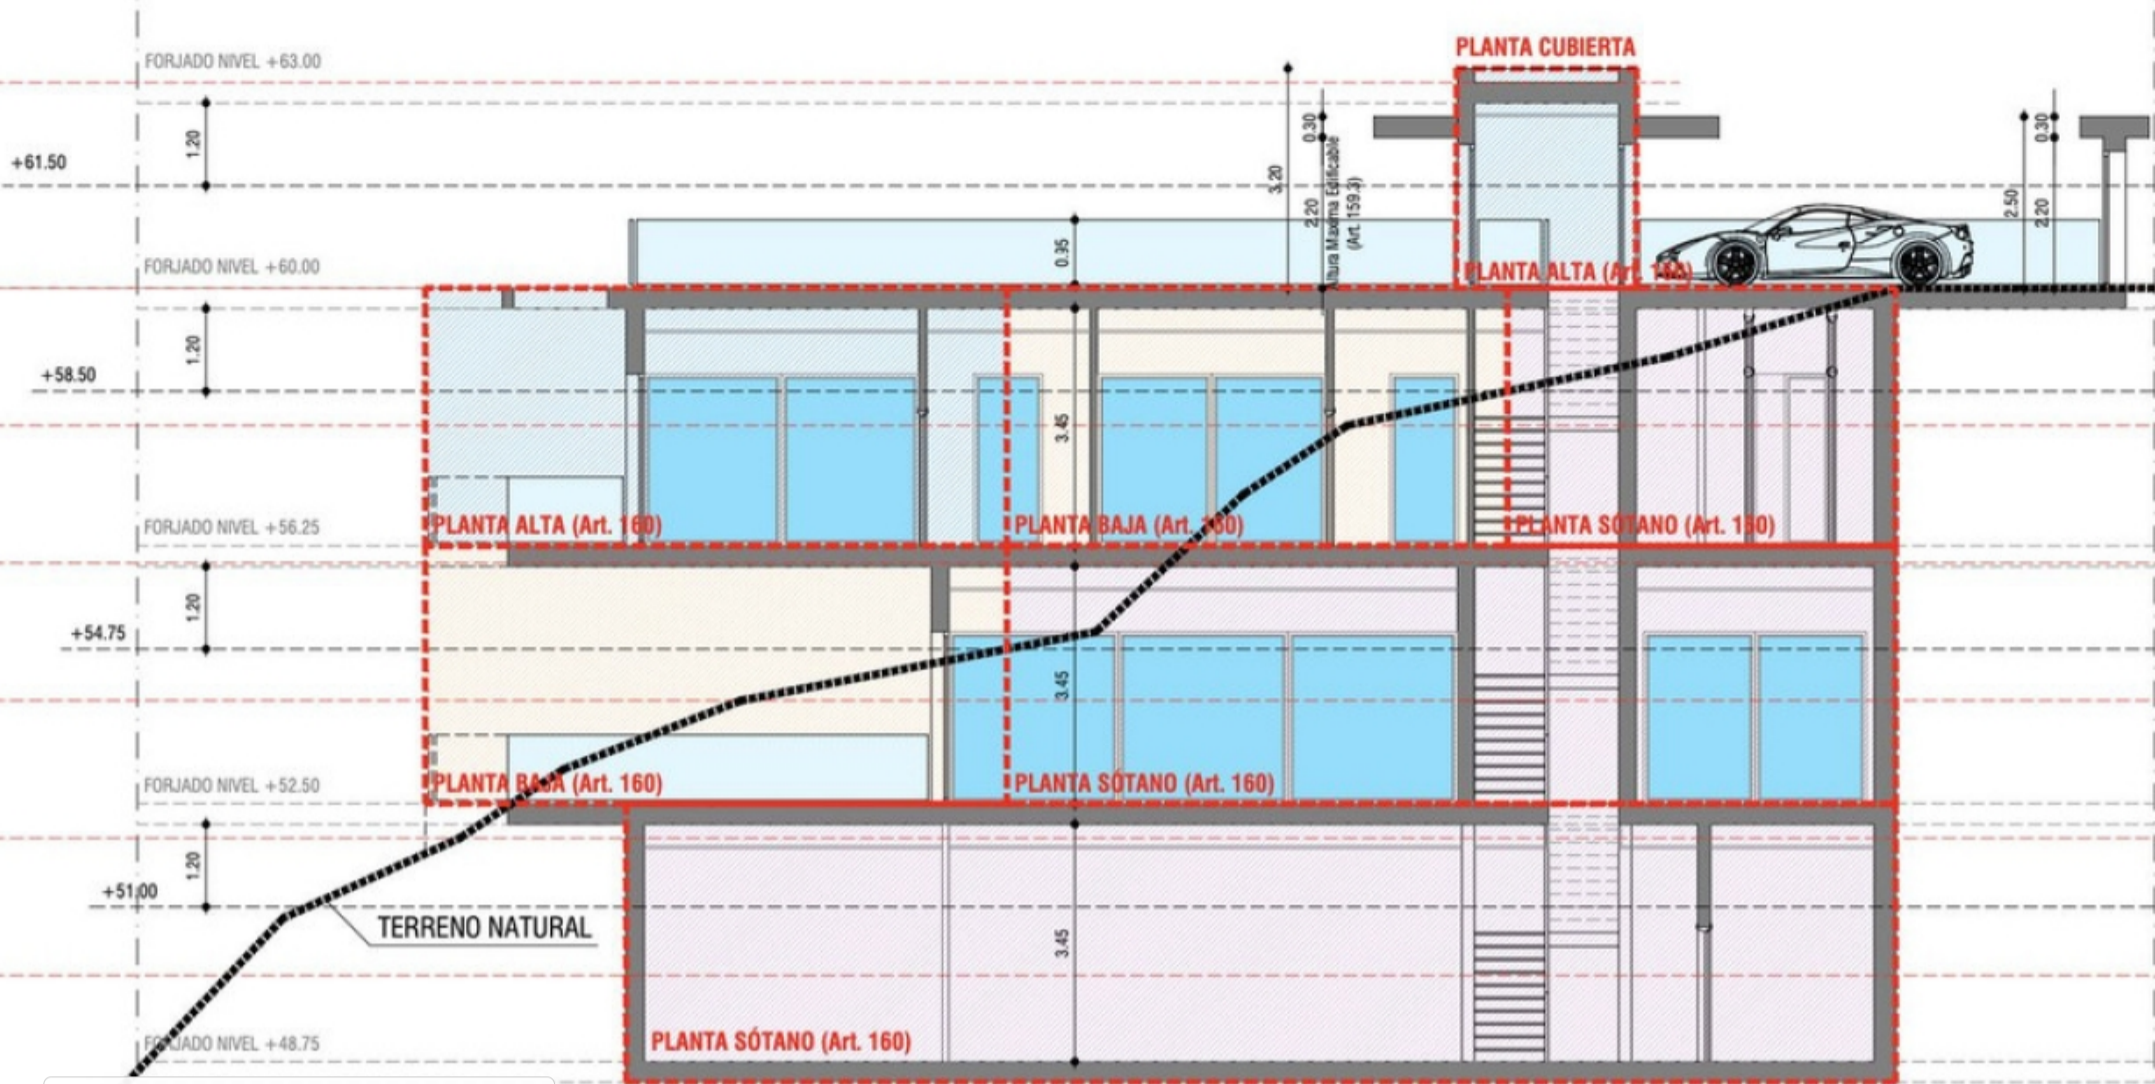 PLANTA CUBIERTA
FORJADO NIVEL +63.00
1.20
0.30
0.30
+61.50
3.20
2.20
Altura Maxima Edificable
(Art. 159.3)
2.50
2.20
0.95
FORJADO NIVEL +60.00
PLANTA ALTA (Art. 160)
1.20
+58.50
3.45
FORJADO NIVEL +56.25
PLANTA ALTA (Art. 160)
PLANTA BAJA (Art. 160)
PLANTA SÓTANO (Art. 160)
1.20
+54.75
3.45
FORJADO NIVEL +52.50
PLANTA BAJA (Art. 160)
PLANTA SÓTANO (Art. 160)
1.20
+51.00
TERRENO NATURAL
3.45
FORJADO NIVEL +48.75
PLANTA SÓTANO (Art. 160)